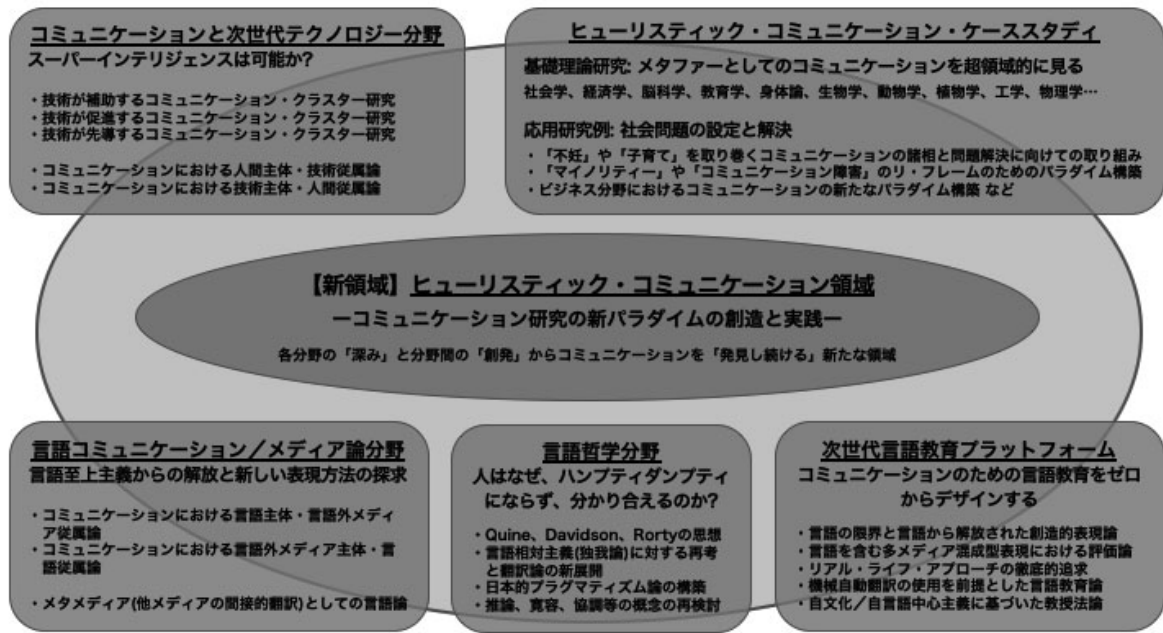 コミュニケーションと次世代テクノロジー分野
スーパーインテリジェンスは可能か?
・技術が補助するコミュニケーション・クラスター研究
・技術が促進するコミュニケーション・クラスター研究
・技術が先導するコミュニケーション・クラスター研究
・コミュニケーションにおける人間主体・技術従属論
・コミュニケーションにおける技術主体・人間従属論
ヒューリスティック・コミュニケーション・ケーススタディ
基礎理論研究: メタファーとしてのコミュニケーションを超領域的に見る
社会学、経済学、脳科学、教育学、身体論、生物学、動物学、植物学、工学、物理学…
応用研究例: 社会問題の設定と解決
・「不妊」や「子育て」を取り巻くコミュニケーションの諸相と問題解決に向けての取り組み
・「マイノリティー」や「コミュニケーション障害」のリ・フレームのためのパラダイム構築
・ビジネス分野におけるコミュニケーションの新たなパラダイム構築 など
【新領域】ヒューリスティック・コミュニケーション領域
ーコミュニケーション研究の新パラダイムの創造と実践ー
各分野の「深み」と分野間の「創発」からコミュニケーションを「発見し続ける」新たな領域
言語コミュニケーション／メディア論分野
言語至上主義からの解放と新しい表現方法の探求
・コミュニケーションにおける言語主体・言語外メディ
ア従属論
・コミュニケーションにおける言語外メディア主体・言
語従属論
・メタメディア(他メディアの間接的翻訳)としての言語論
言語哲学分野
人はなぜ、ハンプティダンプティ
にならず、分かり合えるのか?
・Quine、Davidson、Rortyの思想
・言語相対主義(独我論)に対する再考
と翻訳論の新展開
・日本的プラグマティズム論の構築
・推論、寛容、協調等の概念の再検討
次世代言語教育プラットフォーム
コミュニケーションのための言語教育をゼロ
からデザインする
・言語の限界と言語から解放された創造的表現論
・言語を含む多メディア混成型表現における評価論
・リアル・ライフ・アプローチの徹底的追求
・機械自動翻訳の使用を前提とした言語教育論
・自文化／自言語中心主義に基づいた教授法論